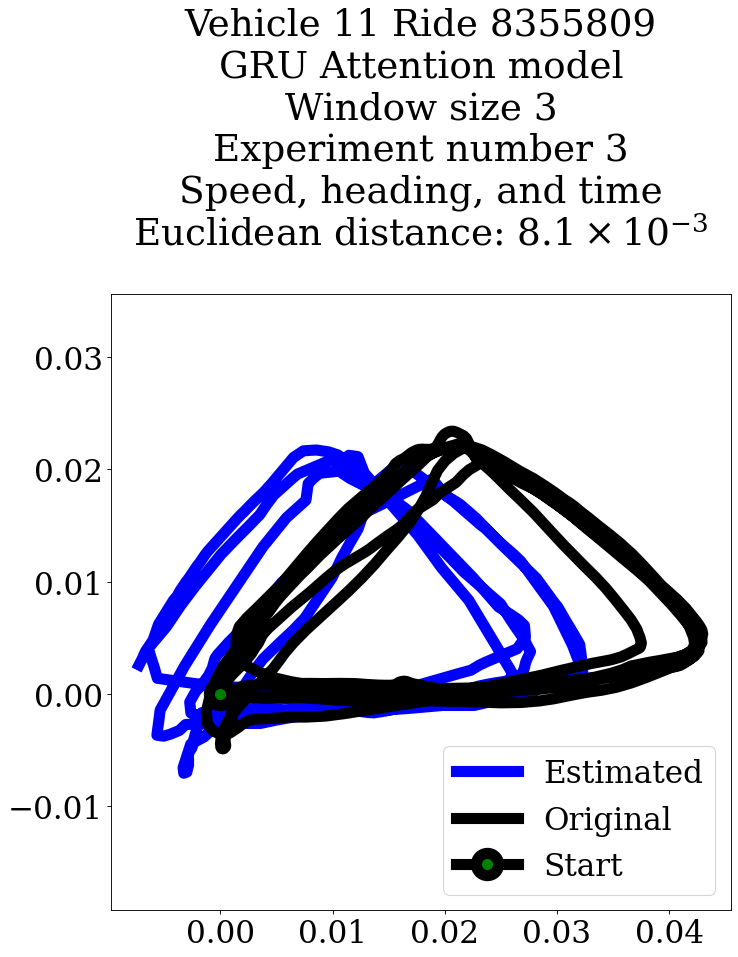 Vehicle 11 Ride 8355809
GRU Attention model
Window size 3
Experiment number 3
Speed, heading, and time
Euclidean distance: 8.1 × 10⁻³
0.03
0.02
0.01
0.00
−0.01
Estimated
Original
Start
0.00 0.01 0.02 0.03 0.04